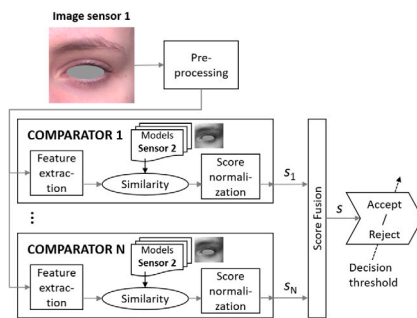 Image sensor 1
Pre-
processing
COMPARATOR 1
Models
Sensor 2
Feature
extrac-
tion
Similarity
Score
normali-
zation
S1
⋮
COMPARATOR N
Models
Sensor 2
Feature
extrac-
tion
Similarity
Score
normali-
zation
SN
Score Fusion
S
Accept
Reject
Decision
threshold